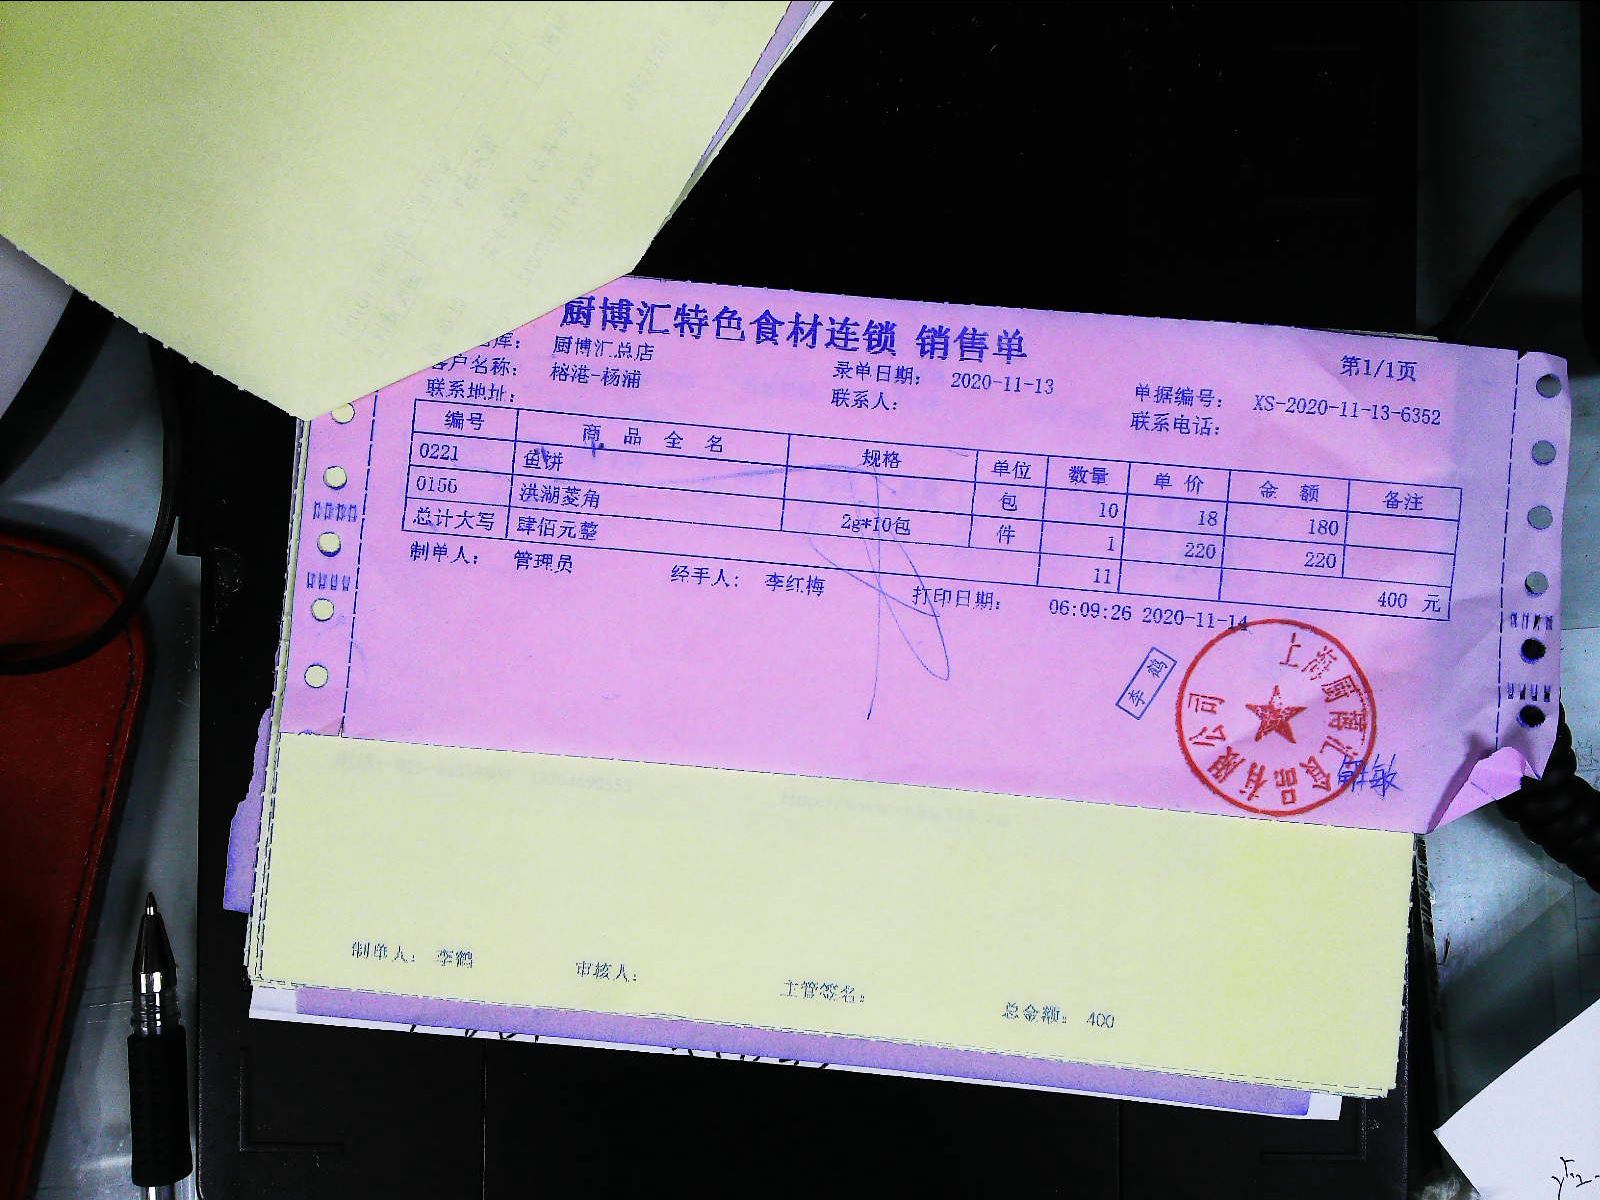 厨博汇特色食材连锁 销售单
第1/1页
库： 厨博汇总店
客户名称： 榕港-杨浦 录单日期： 2020-11-13 单据编号： XS-2020-11-13-6352
联系地址： 联系人： 联系电话：
编号 商品全名 规格 单位 数量 单价 金额 备注
0221 鱼饼 包 10 18 180
0156 洪湖菱角 2g*10包 件 1 220 220
总计大写 肆佰元整 11 400 元
制单人： 管理员 经手人： 李红梅 打印日期： 06:09:26 2020-11-14
李鹤
上海厨博汇食品有限公司
制单人： 李鹤 审核人： 主管签名： 总金额： 400